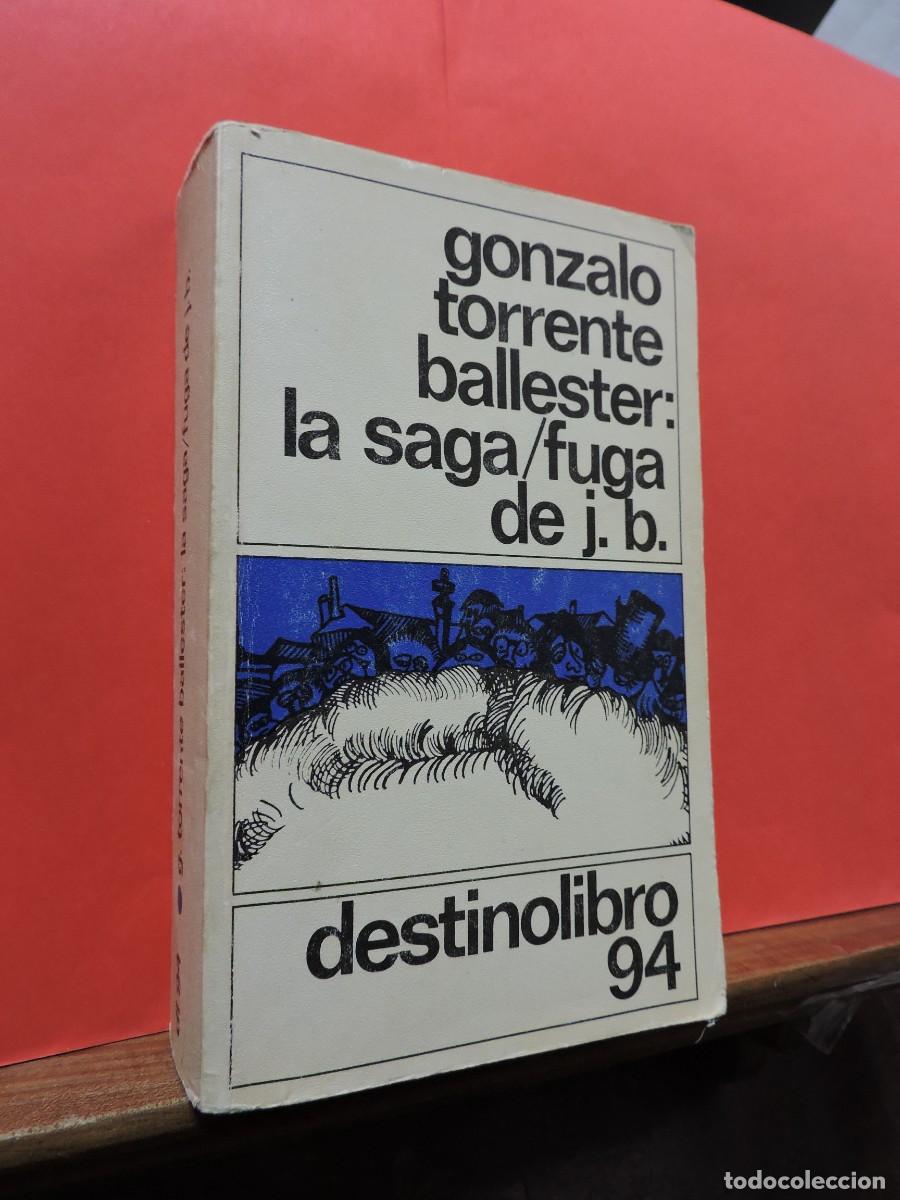 gonzalo
torrente
ballester:
la saga/fuga
de j. b.
destinolibro
94
g. torrente ballester: la saga/fuga de j. b.
todocoleccion